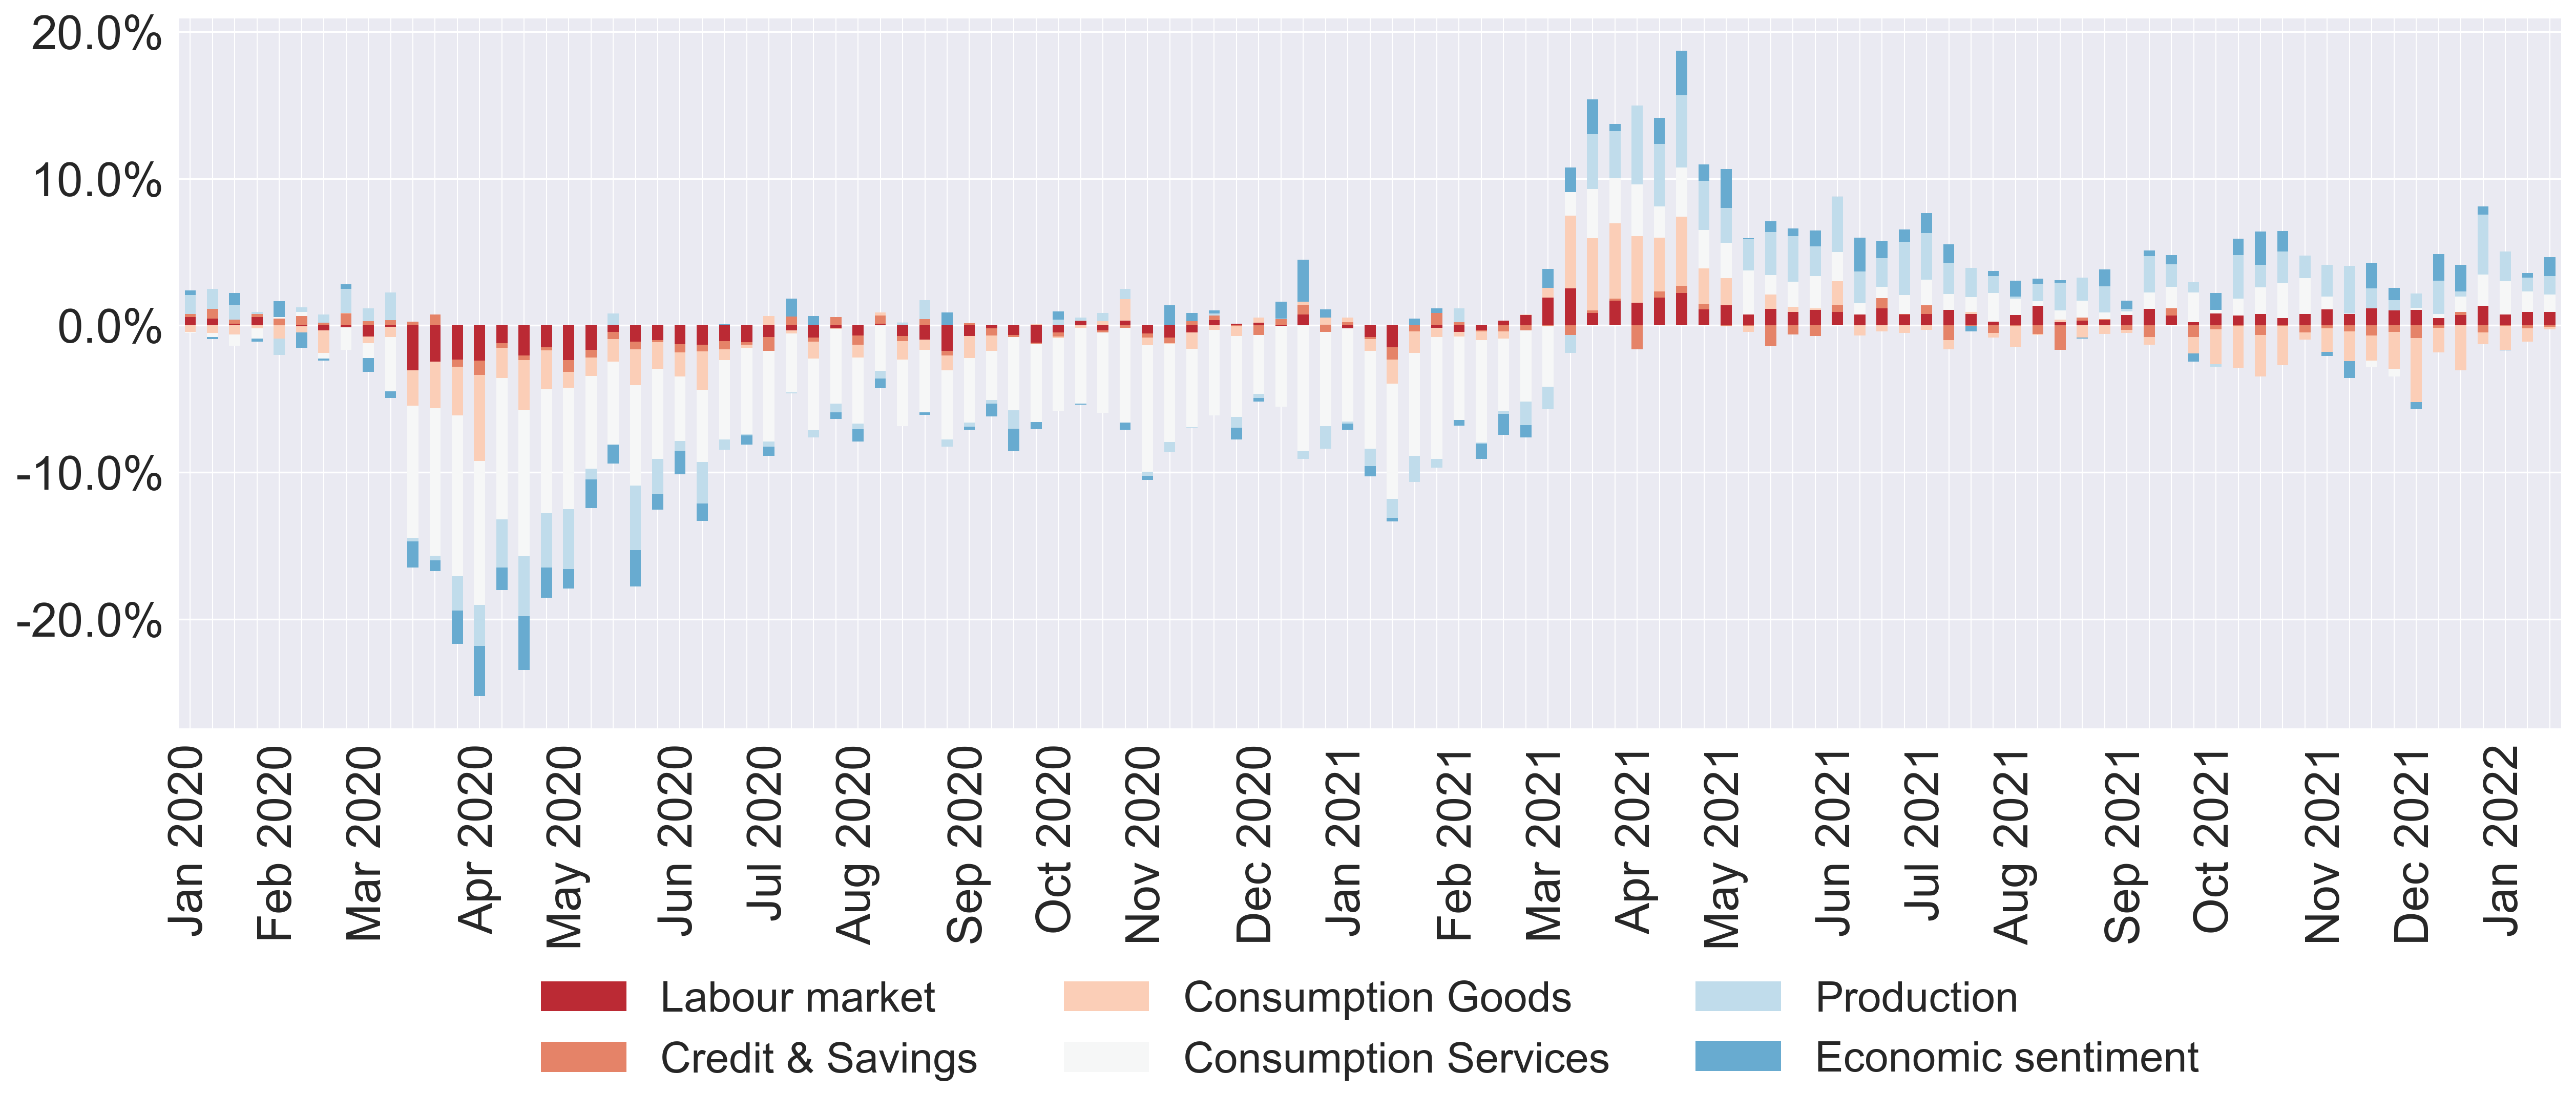 20.0%
10.0%
0.0%
-10.0%
-20.0%
Jan 2020
Feb 2020
Mar 2020
Apr 2020
May 2020
Jun 2020
Jul 2020
Aug 2020
Sep 2020
Oct 2020
Nov 2020
Dec 2020
Jan 2021
Feb 2021
Mar 2021
Apr 2021
May 2021
Jun 2021
Jul 2021
Aug 2021
Sep 2021
Oct 2021
Nov 2021
Dec 2021
Jan 2022
Labour market
Consumption Goods
Production
Credit & Savings
Consumption Services
Economic sentiment